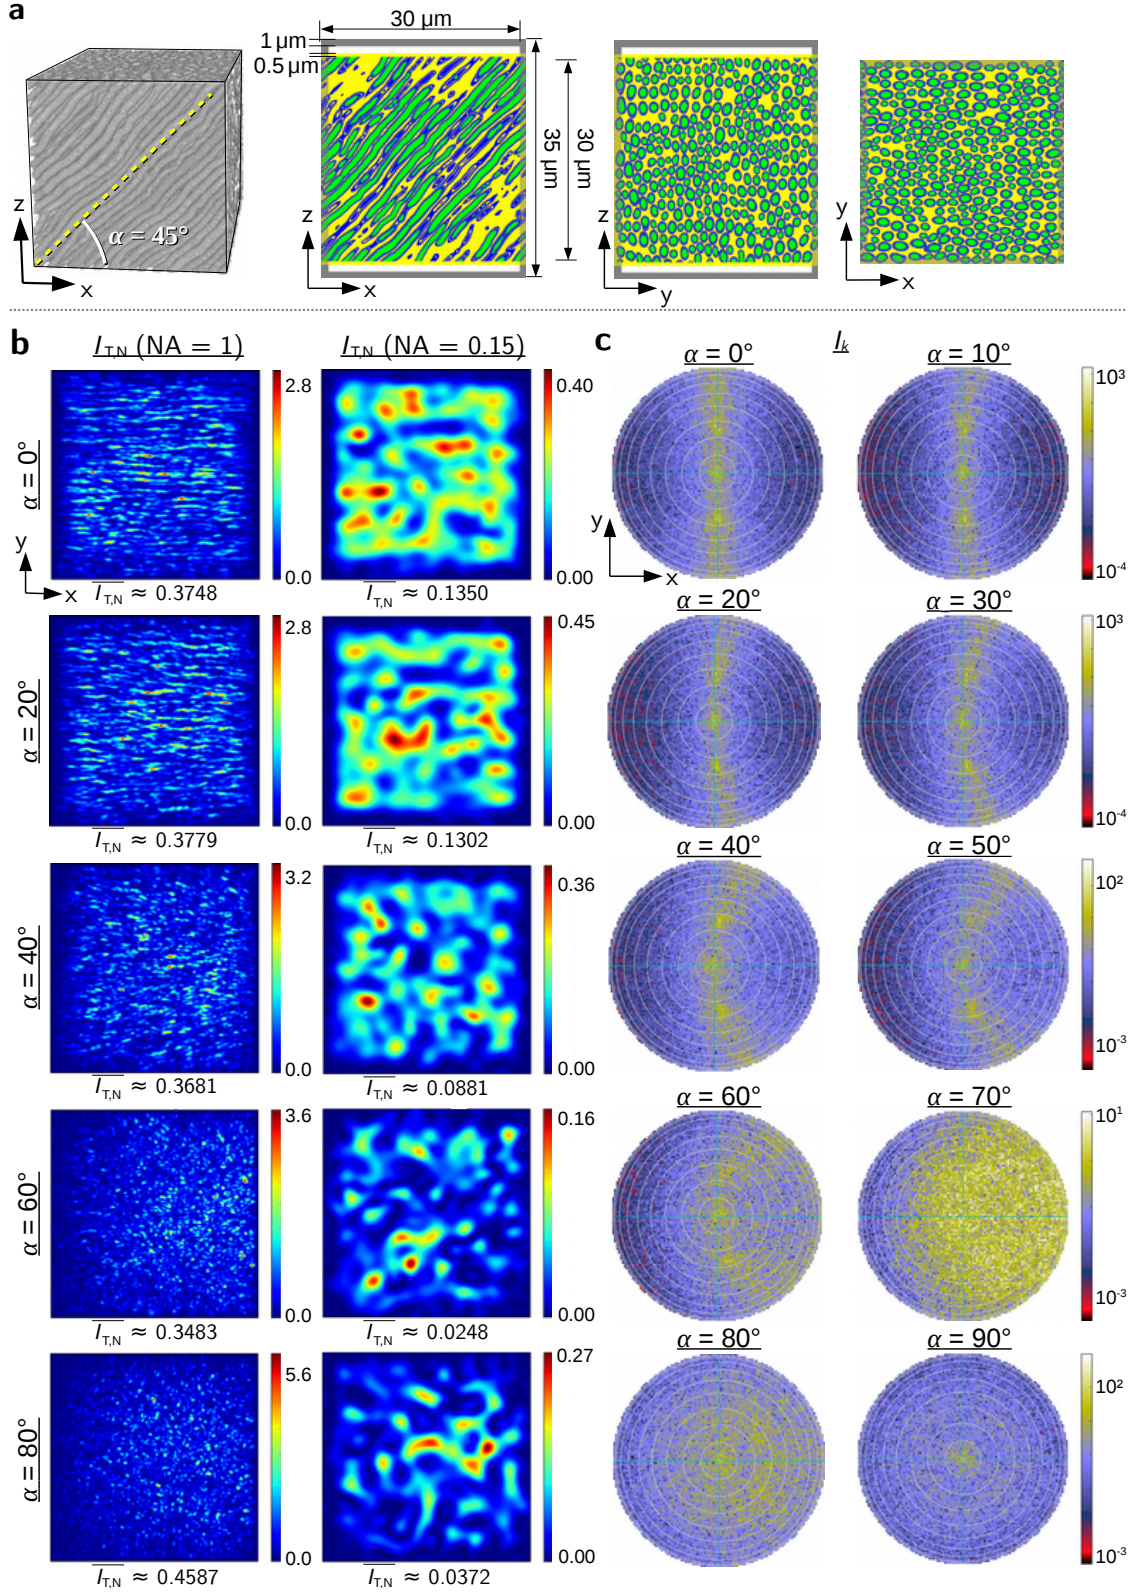 a
30 μm
1 μm
0.5 μm
35 μm
30 μm
α = 45°
z
x
z
x
z
y
y
x
b
I_T,N (NA = 1)
I_T,N (NA = 0.15)
c
I_k
α = 0°
α = 10°
α = 0°
2.8
0.0
0.40
0.00
10³
10⁻⁴
y
x
y
x
I_T,N ≈ 0.3748
I_T,N ≈ 0.1350
α = 20°
α = 30°
α = 20°
2.8
0.0
0.45
0.00
10³
10⁻⁴
I_T,N ≈ 0.3779
I_T,N ≈ 0.1302
α = 40°
α = 50°
α = 40°
3.2
0.0
0.36
0.00
10²
10⁻³
I_T,N ≈ 0.3681
I_T,N ≈ 0.0881
α = 60°
α = 70°
α = 60°
3.6
0.0
0.16
0.00
10¹
10⁻³
I_T,N ≈ 0.3483
I_T,N ≈ 0.0248
α = 80°
α = 90°
α = 80°
5.6
0.0
0.27
0.00
10²
10⁻³
I_T,N ≈ 0.4587
I_T,N ≈ 0.0372